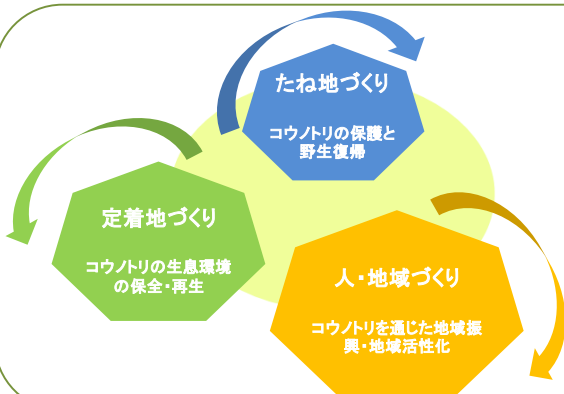 たね地づくり
コウノトリの保護と
野生復帰
定着地づくり
コウノトリの生息環境
の保全・再生
人・地域づくり
コウノトリを通じた地域振
興・地域活性化